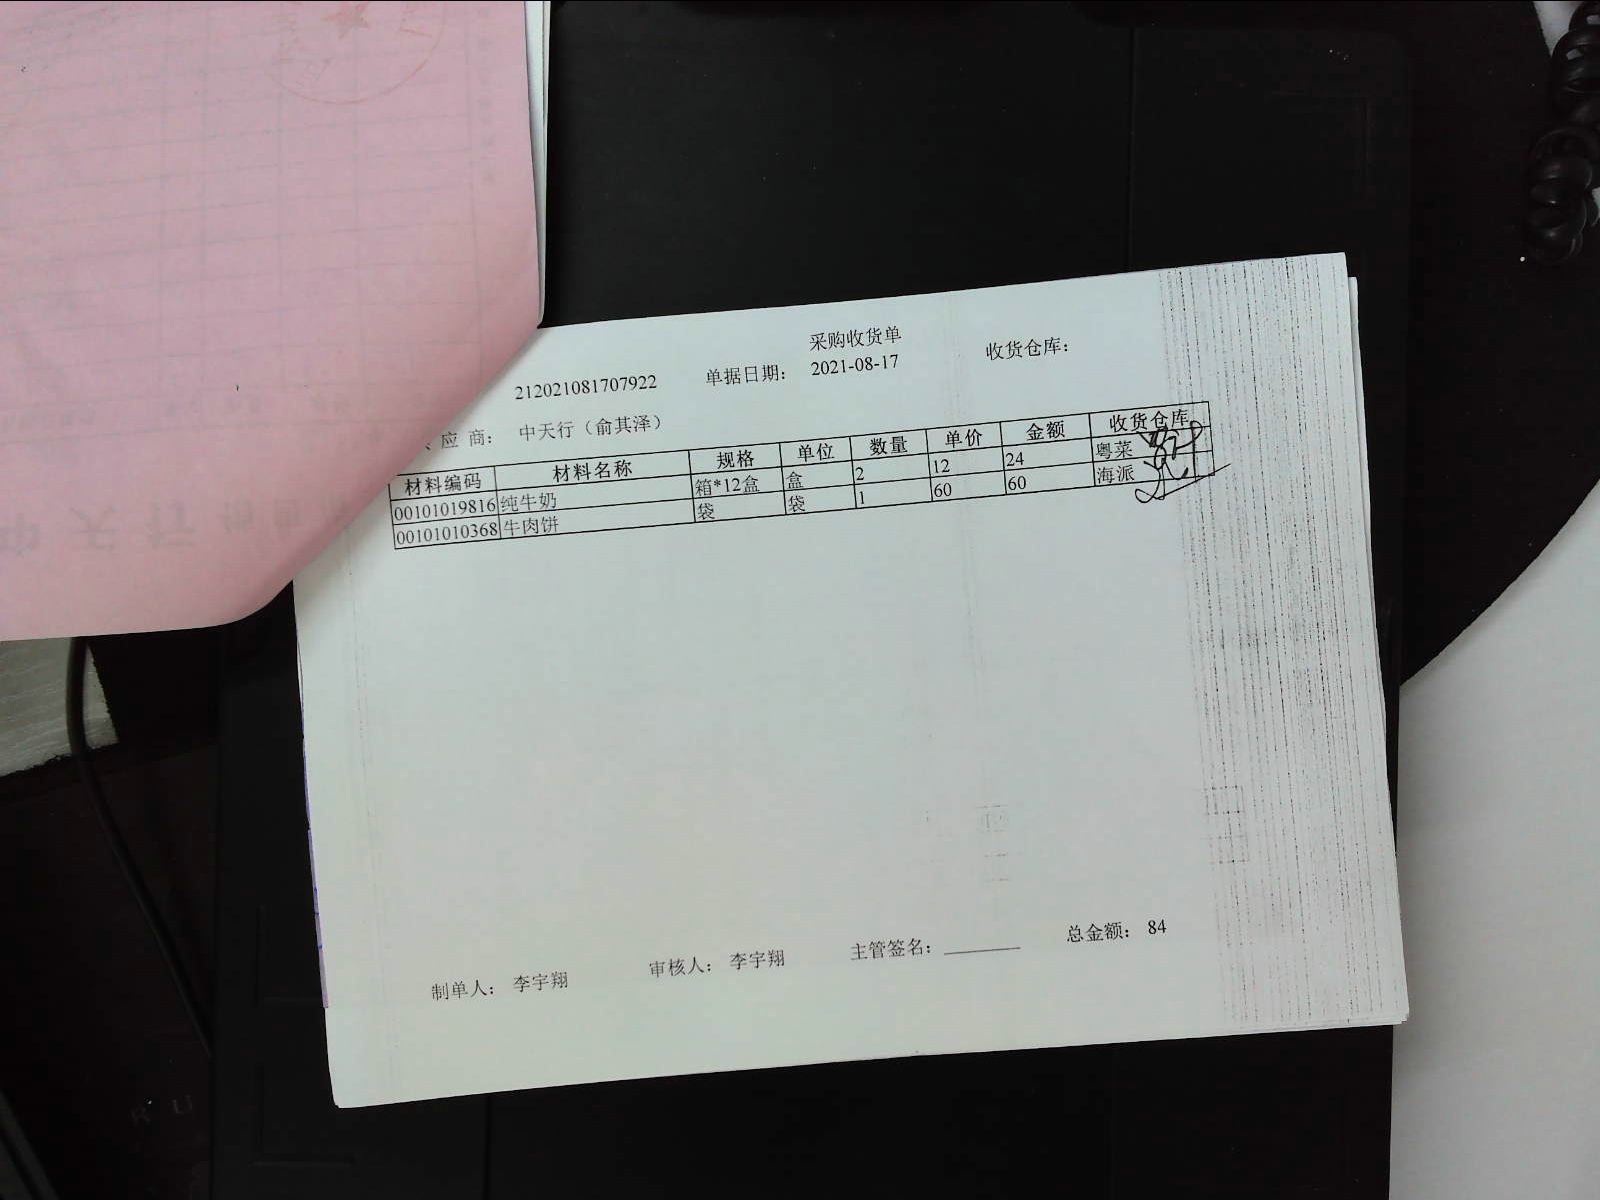 采购收货单
212021081707922 单据日期: 2021-08-17 收货仓库:
应 商: 中天行（俞其泽）
材料编码 材料名称 规格 单位 数量 单价 金额 收货仓库
00101019816 纯牛奶 箱*12盒 盒 2 12 24 粤菜
00101010368 牛肉饼 袋 袋 1 60 60 海派
制单人: 李宇翔 审核人: 李宇翔 主管签名: 总金额: 84